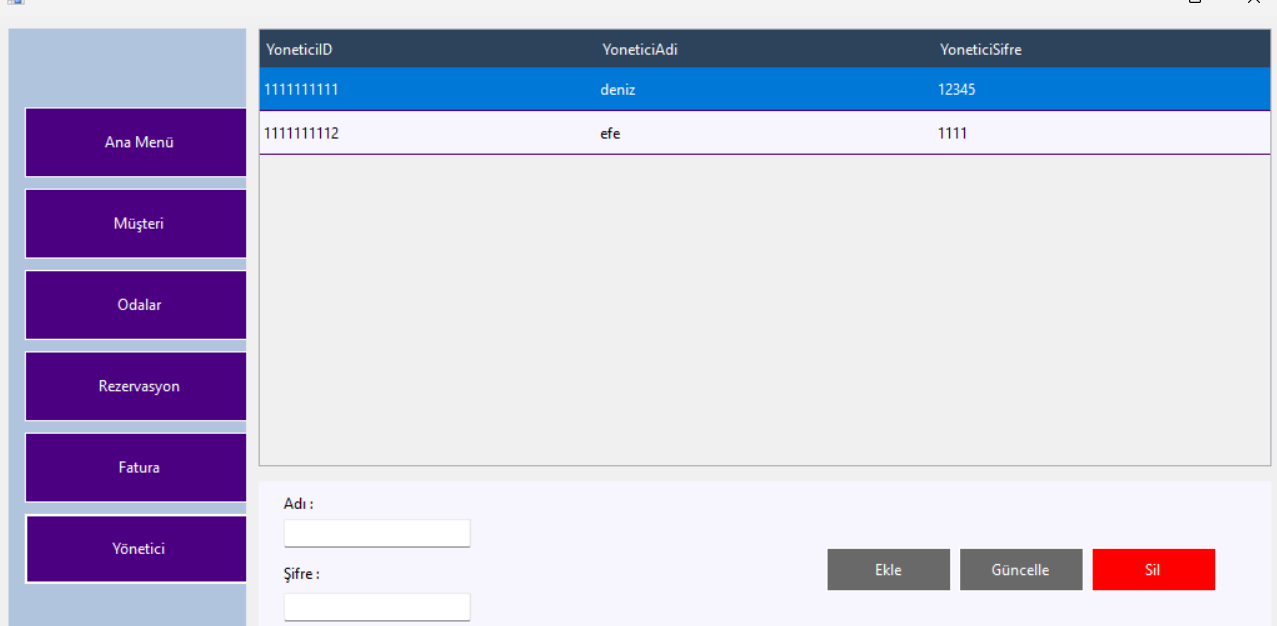 YoneticiID YoneticiAdi YoneticiSifre
1111111111 deniz 12345
1111111112 efe 1111
Ana Menü
Müşteri
Odalar
Rezervasyon
Fatura
Yönetici
Adı :
Şifre :
Ekle Güncelle Sil